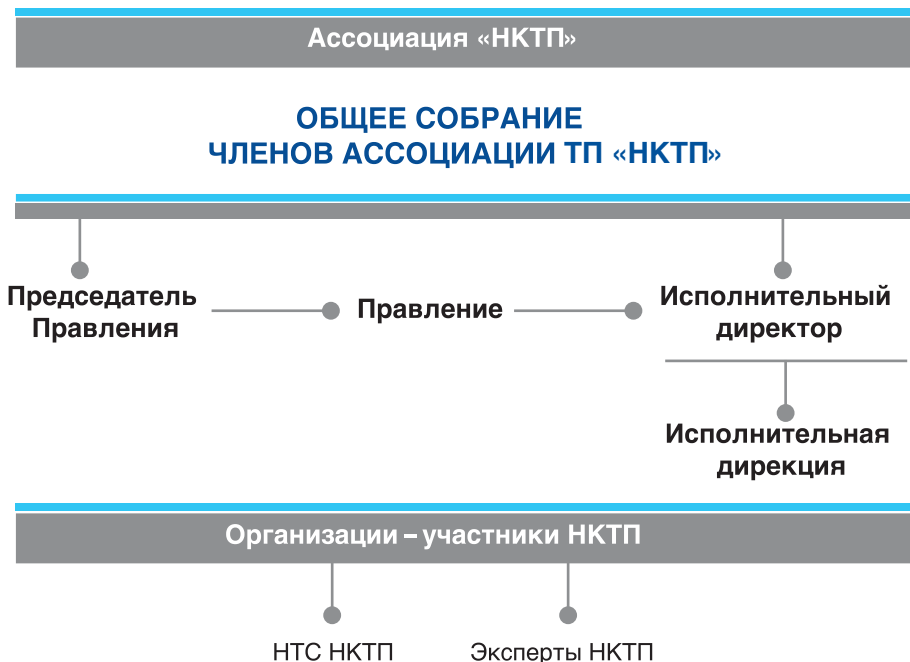 Ассоциация «НКТП»
ОБЩЕЕ СОБРАНИЕ
ЧЛЕНОВ АССОЦИАЦИИ ТП «НКТП»
Председатель
Правления
Правление
Исполнительный
директор
Исполнительная
дирекция
Организации – участники НКТП
НТС НКТП
Эксперты НКТП